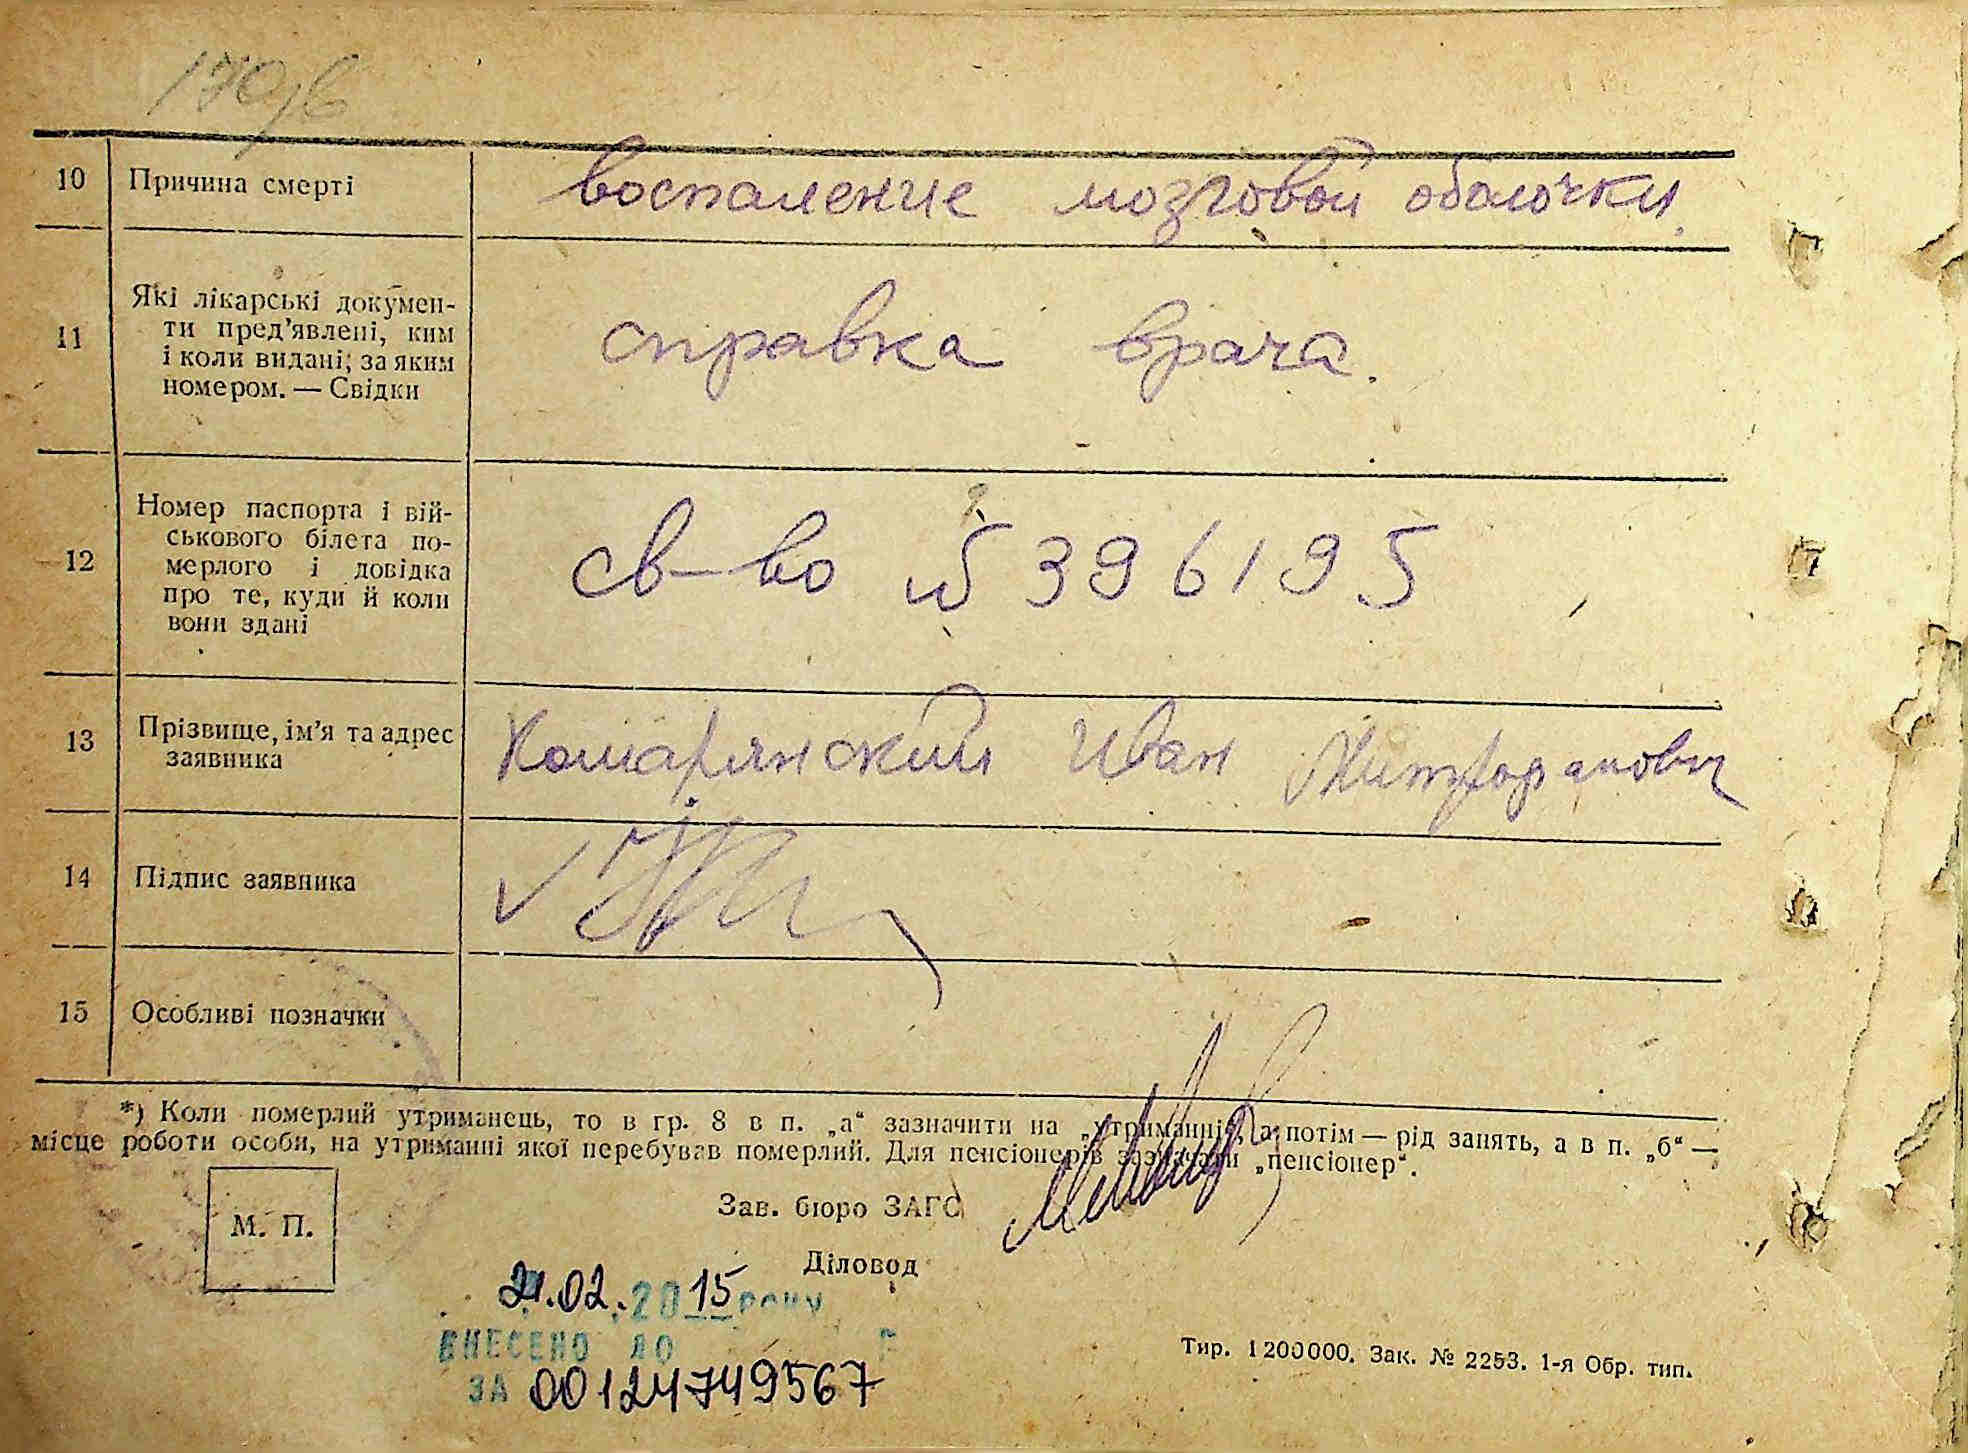 10 Причина смерті воспаление мозговой оболочки.
11 Які лікарські докумен-
ти пред'явлені, ким
і коли видані; за яким
номером. — Свідки
справка врача.
12 Номер паспорта і вій-
ськового білета по-
мерлого і довідка
про те, куди й коли
вони здані
св-во 396195
13 Прізвище, ім'я та адрес
заявника
Комарянский Иван
14 Підпис заявника
15 Особливі позначки
*) Коли померлий утриманець, то в гр. 8 в п. „а“ зазначити на „утриманні“, а потім — рід занять, а в п. „б“ —
місце роботи особи, на утриманні якої перебував померлий. Для пенсіонерів зазначати „пенсіонер“.
М. П.
Зав. бюро ЗАГС
Діловод
.02.2015 року
ВНЕСЕНО ДО Р
ЗА 00124749567
Тир. 1200000. Зак. № 2253. 1-я Обр. тип.